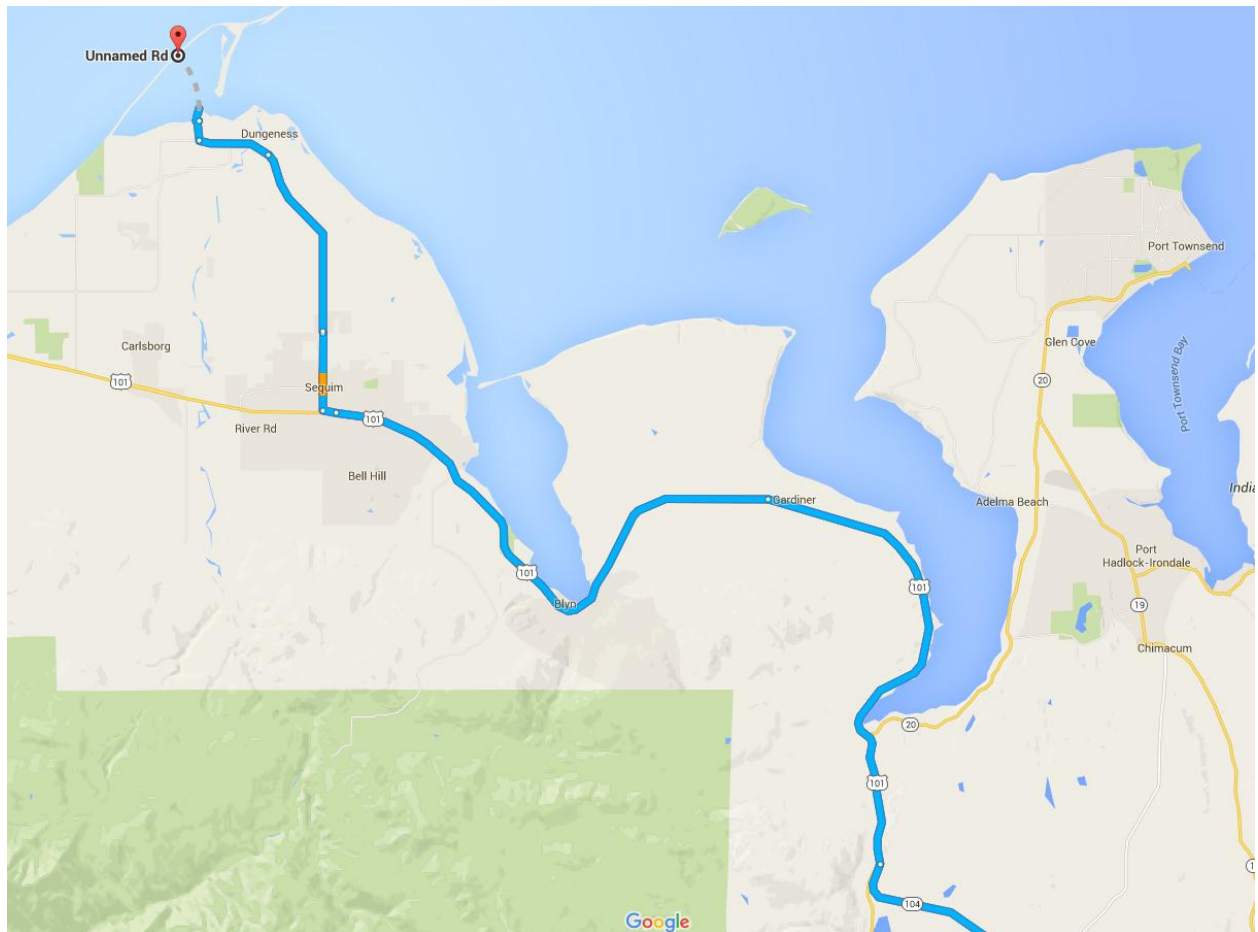 Unnamed Rd
Dungeness
Port Townsend
Carlsborg
Glen Cove
101
20
Port Townsend Bay
Sequim
River Rd
101
Bell Hill
Gardiner
Adelma Beach
India
Port
Hadlock-Irondale
101
101
Blyn
19
Chimacum
20
101
104
1
Google